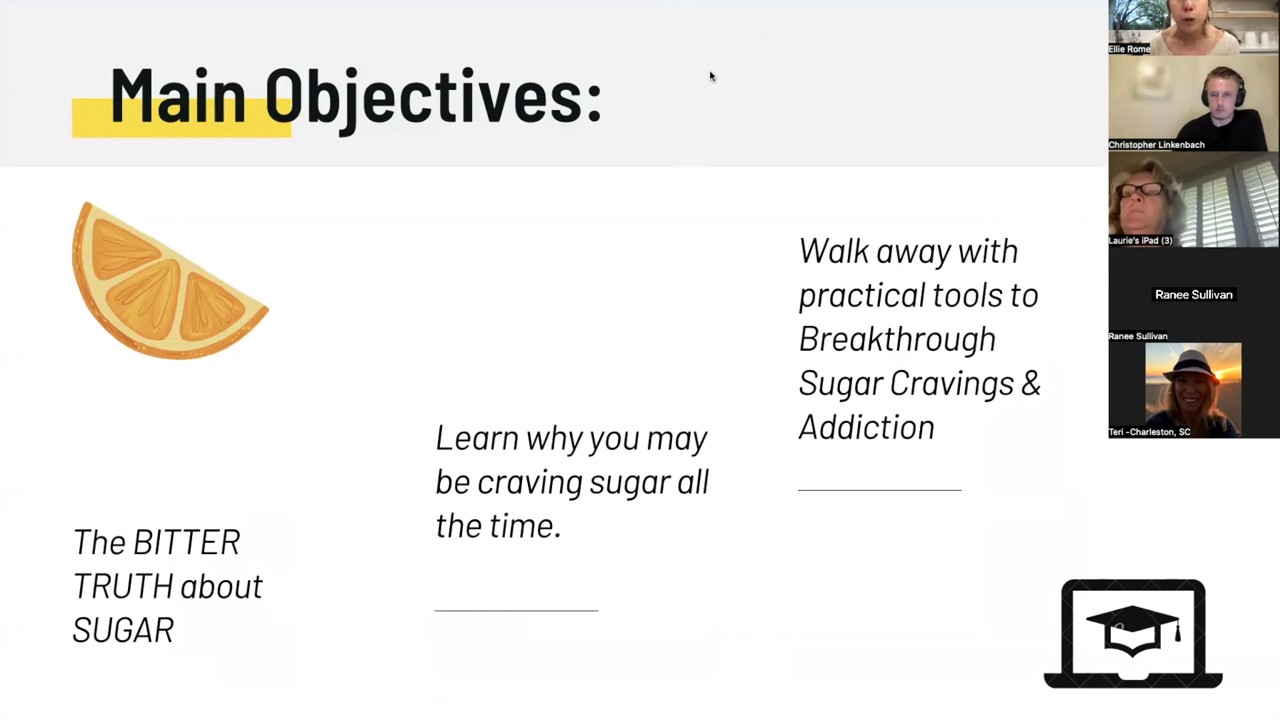 Main Objectives:
The BITTER
TRUTH about
SUGAR
Learn why you may
be craving sugar all
the time.
Walk away with
practical tools to
Breakthrough
Sugar Cravings &
Addiction
Ellie Rome
Christopher Linkenbach
Laurie's iPad (3)
Ranee Sullivan
Ranee Sullivan
Teri -Charleston, SC